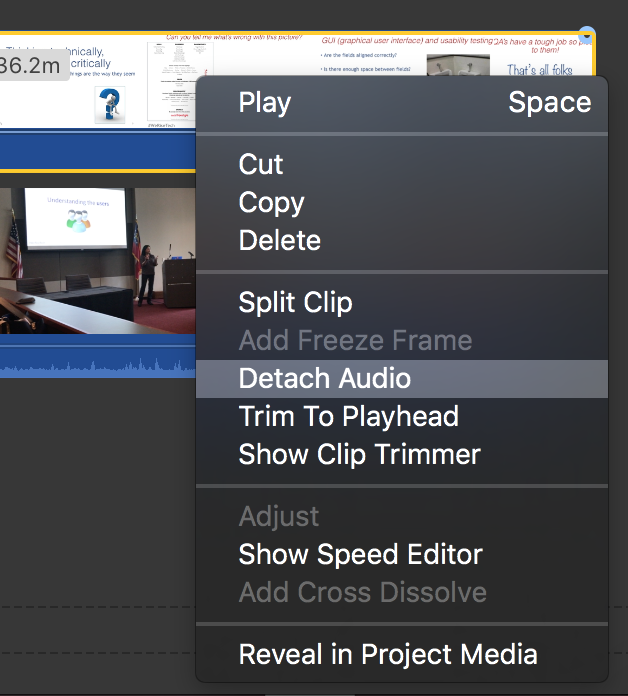 Can you tell me what's wrong with this picture?
GUI (graphical user interface) and usability testing
QA's have a tough job so
to them!
• Are the fields aligned correctly?
• Is there enough space between fields?
That's all folks
critically
things are the way they seem
36.2m
Understanding the users
Play Space
Cut
Copy
Delete
Split Clip
Add Freeze Frame
Detach Audio
Trim To Playhead
Show Clip Trimmer
Adjust
Show Speed Editor
Add Cross Dissolve
Reveal in Project Media